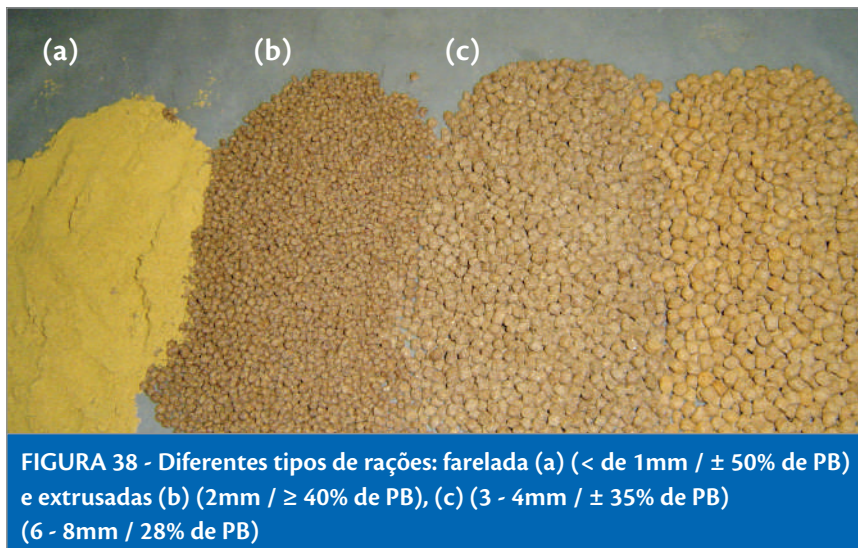 (a) (b) (c)
FIGURA 38 - Diferentes tipos de rações: farelada (a) (< de 1mm / ± 50% de PB)
e extrusadas (b) (2mm / ≥ 40% de PB), (c) (3 - 4mm / ± 35% de PB)
(6 - 8mm / 28% de PB)